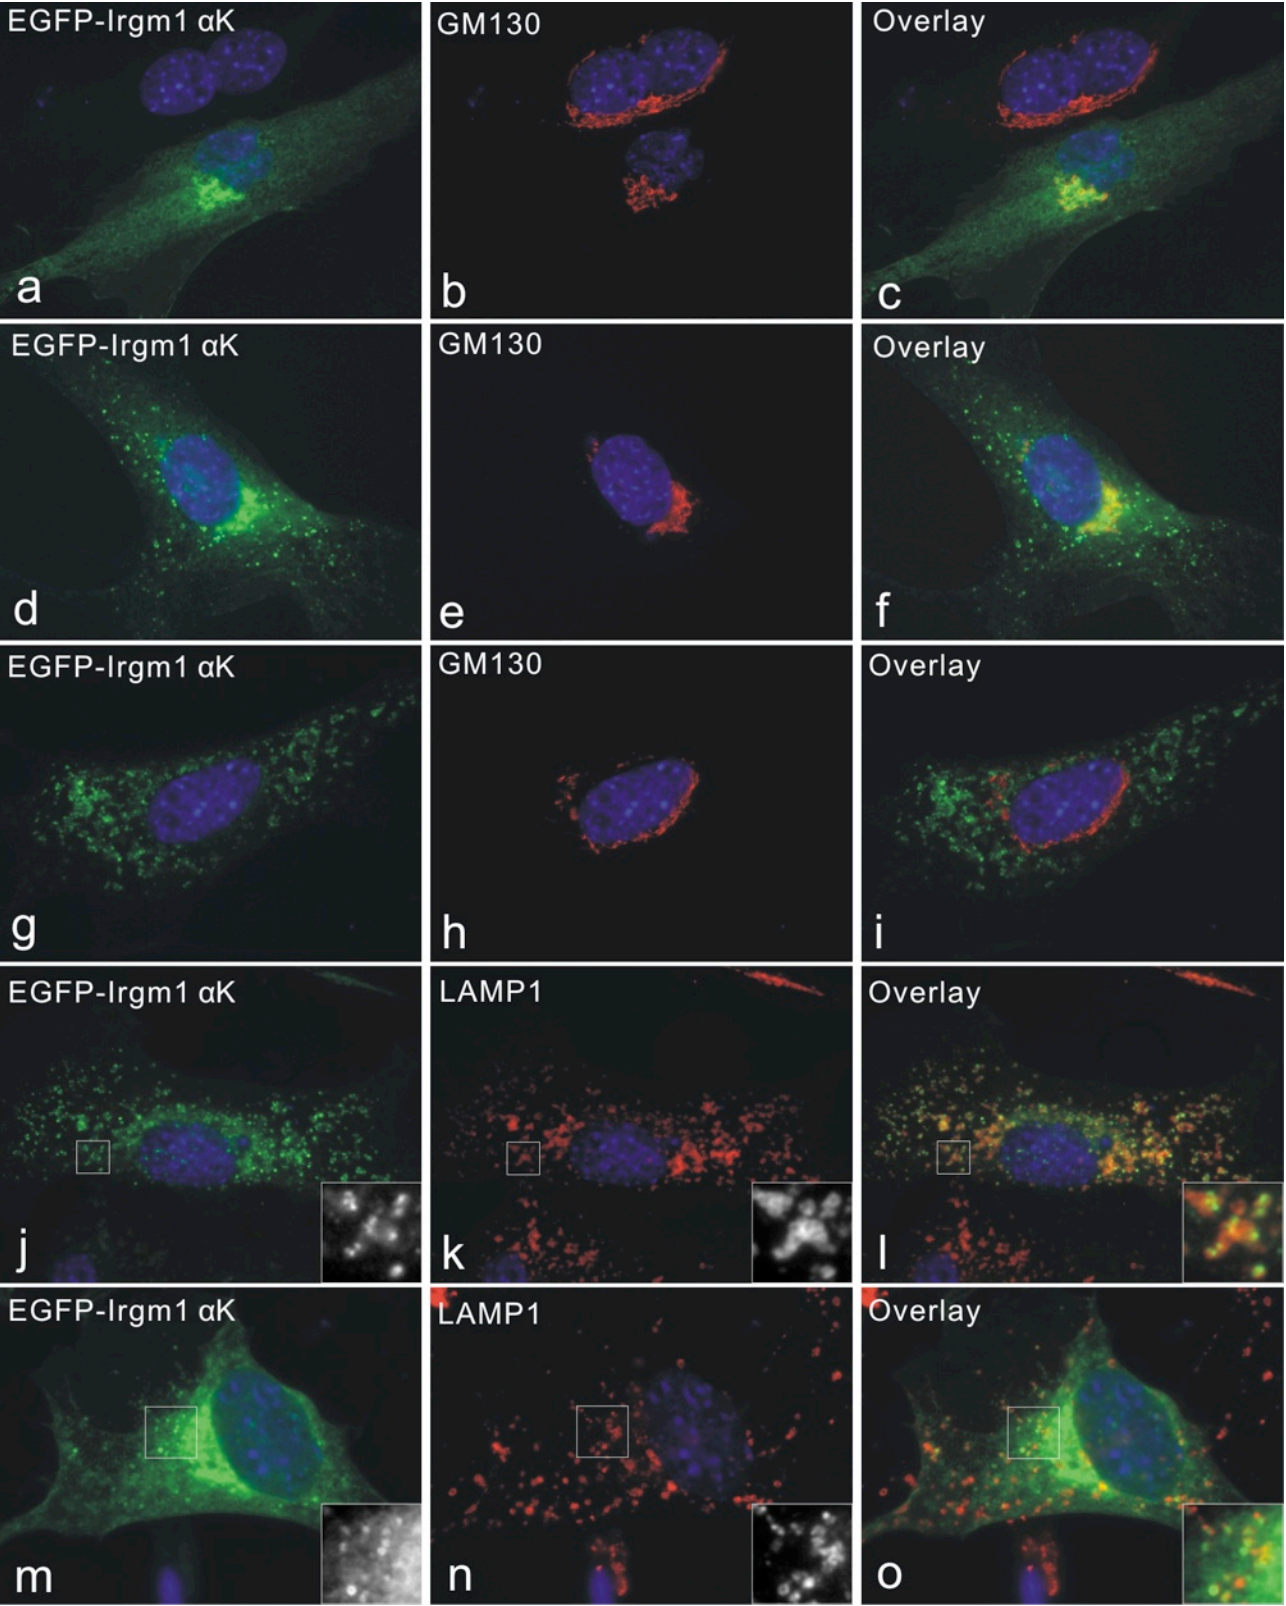 EGFP-Irgm1 αK
GM130
Overlay
a
b
c
EGFP-Irgm1 αK
GM130
Overlay
d
e
f
EGFP-Irgm1 αK
GM130
Overlay
g
h
i
EGFP-Irgm1 αK
LAMP1
Overlay
j
k
l
EGFP-Irgm1 αK
LAMP1
Overlay
m
n
o